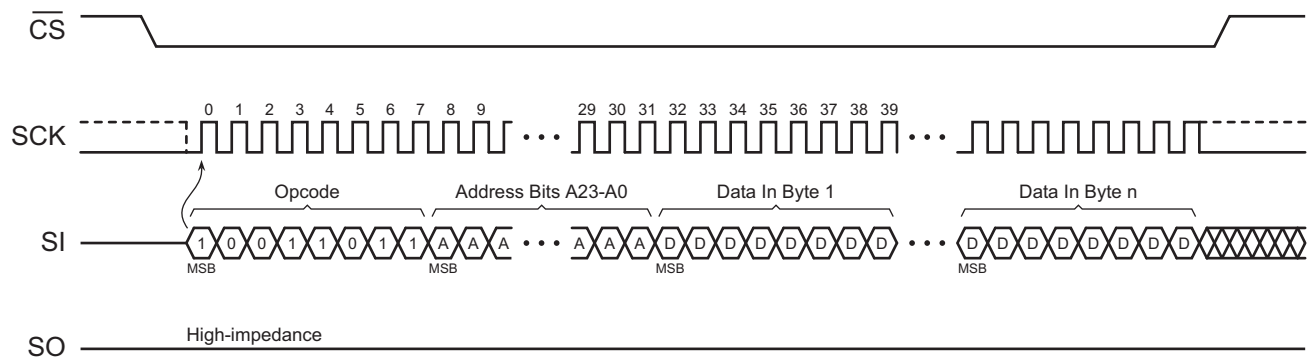 CS
0 1 2 3 4 5 6 7 8 9 29 30 31 32 33 34 35 36 37 38 39
SCK
Opcode Address Bits A23-A0 Data In Byte 1 Data In Byte n
SI 1 0 0 1 1 0 1 1 A A A A A A D D D D D D D D D D D D D D D D
MSB MSB MSB MSB
High-impedance
SO